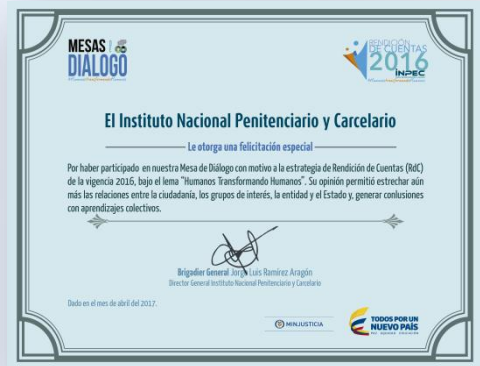 MESAS
DIALOGO
RENDICIÓN
DE CUENTAS
2016
INPEC
El Instituto Nacional Penitenciario y Carcelario
Le otorga una felicitación especial
Por haber participado en nuestra Mesa de Diálogo con motivo a la estrategia de Rendición de Cuentas (RdC)
de la vigencia 2016, bajo el lema "Humanos Transformando Humanos". Su opinión permitió estrechar aún
más las relaciones entre la ciudadanía, los grupos de interés, la entidad y el Estado y, generar conlusiones
con aprendizajes colectivos.
Brigadier General Jorge Luis Ramírez Aragón
Director General Instituto Nacional Penitenciario y Carcelario
Dado en el mes de abril del 2017.
MINJUSTICIA
TODOS POR UN
NUEVO PAÍS
PAZ EQUIDAD EDUCACIÓN